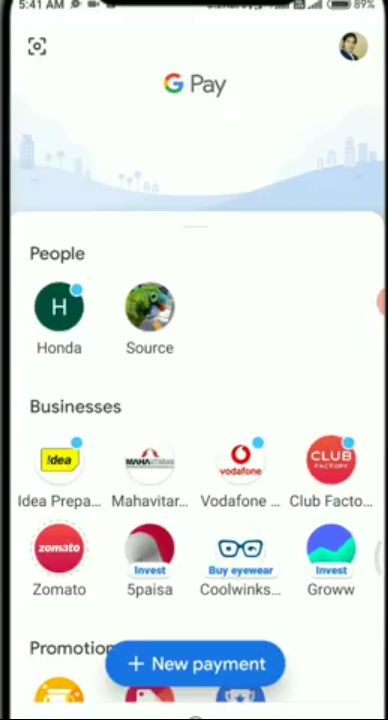 5:41 AM
89%
G Pay
People
H
Honda
Source
Businesses
!dea
MAHAVITARAN
vodafone
CLUB
FACTORY
Idea Prepa...
Mahavitar...
Vodafone ...
Club Facto...
zomato
Invest
Buy eyewear
Invest
Zomato
5paisa
Coolwinks...
Groww
Promotion
+ New payment